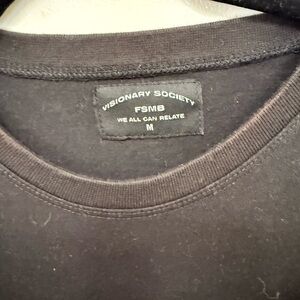 VISIONARY SOCIETY
FSMB
WE ALL CAN RELATE
M